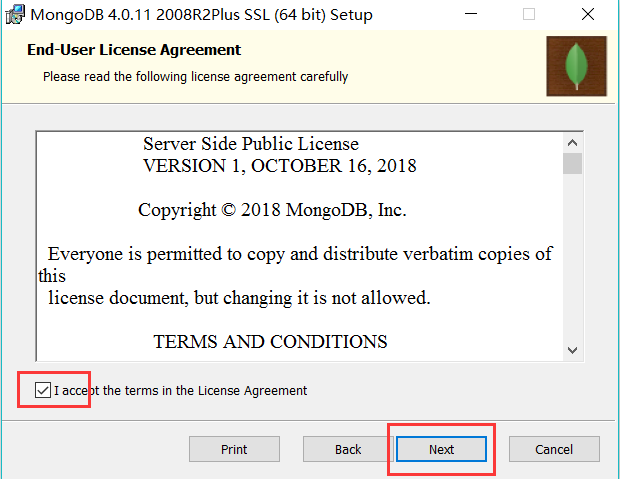 MongoDB 4.0.11 2008R2Plus SSL (64 bit) Setup
End-User License Agreement
Please read the following license agreement carefully
Server Side Public License
VERSION 1, OCTOBER 16, 2018
Copyright © 2018 MongoDB, Inc.
Everyone is permitted to copy and distribute verbatim copies of
this
license document, but changing it is not allowed.
TERMS AND CONDITIONS
I accept the terms in the License Agreement
Print Back Next Cancel